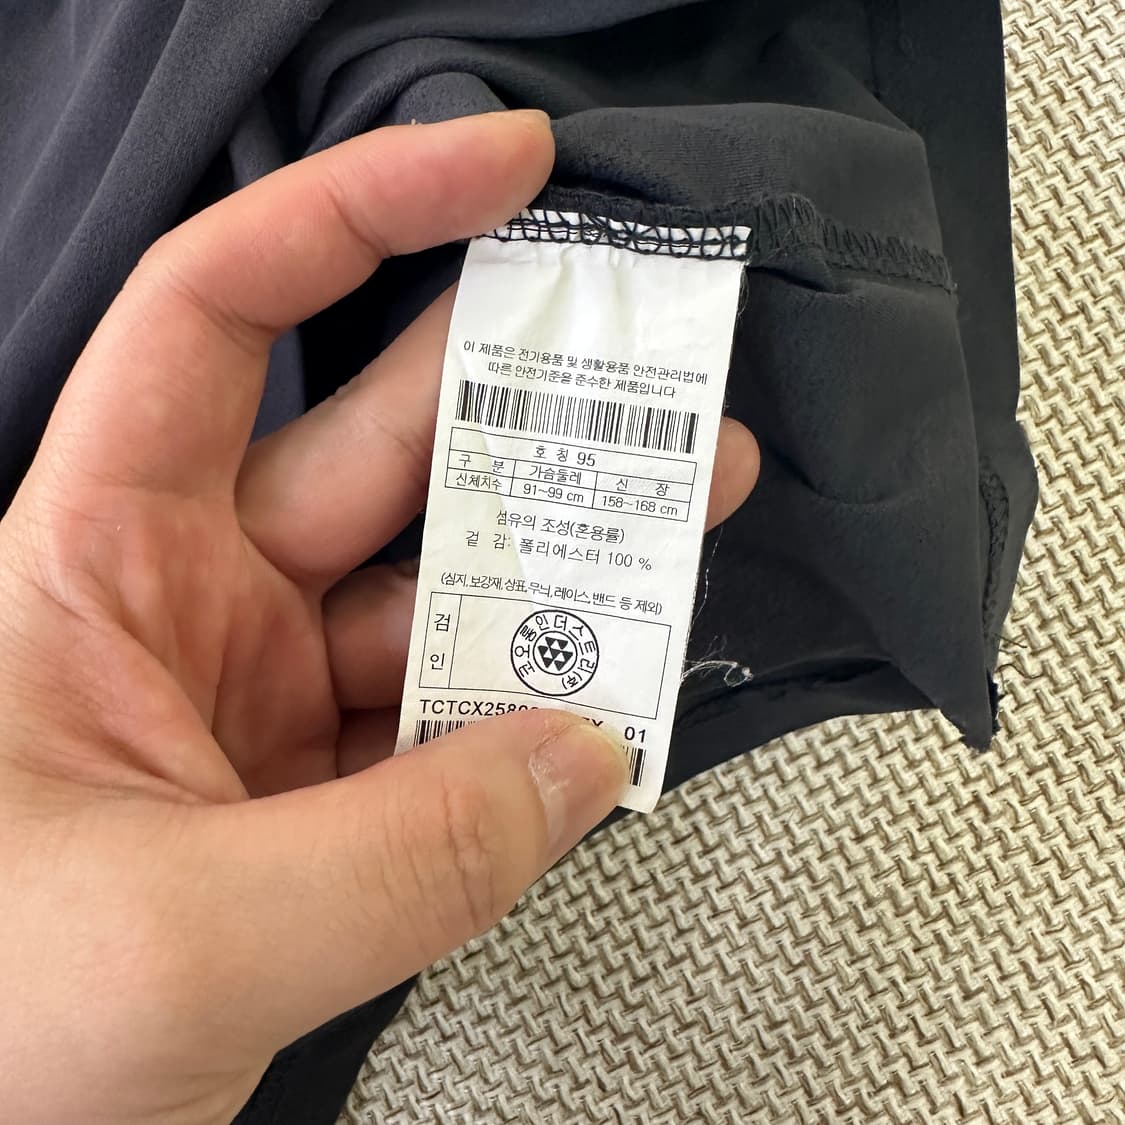 이 제품은 전기용품 및 생활용품 안전관리법에
따른 안전기준을 준수한 제품입니다
호 칭 95
구 분 가슴둘레 신 장
신체치수 91~99 cm 158~168 cm
섬유의 조성(혼용률)
겉 감: 폴리에스터 100 %
(심지,보강재,상표,무늬,레이스,밴드 등 제외)
검
인
코오롱인더스트리(주)
01